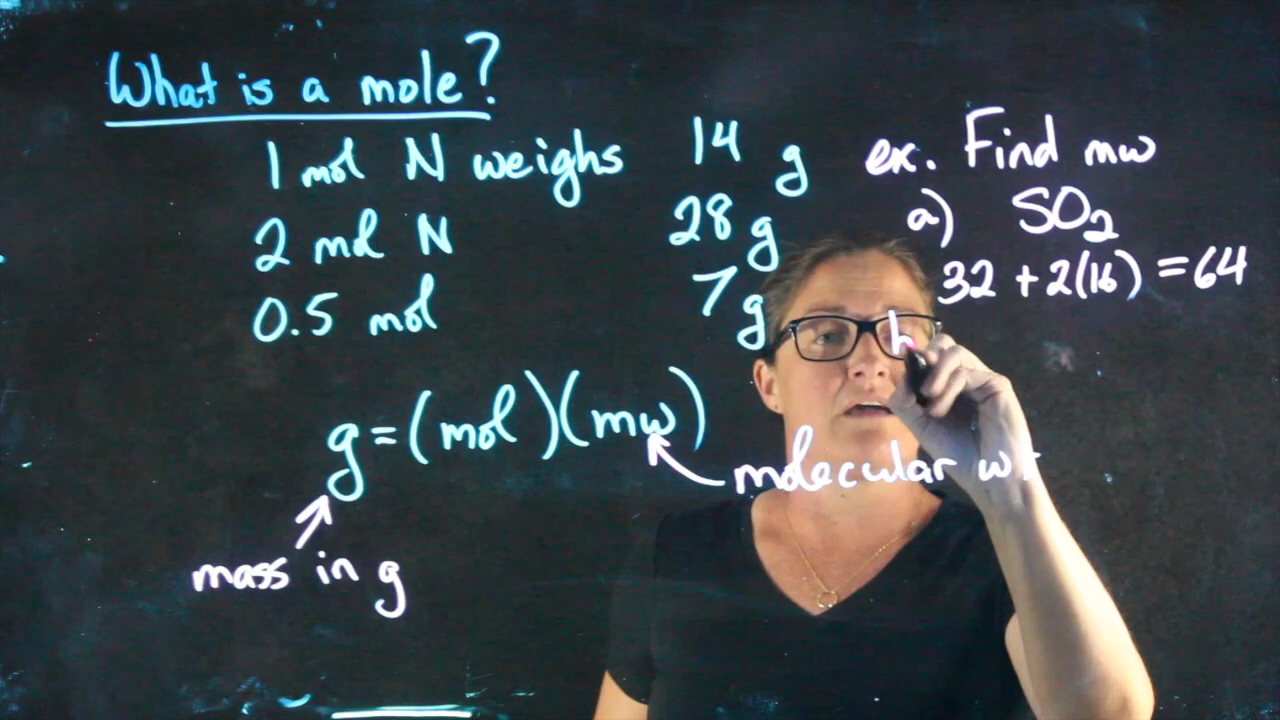 What is a mole?
1 mol N weighs 14 g
2 mol N 28 g
0.5 mol 7 g
g = (mol)(mw)
molecular wt
mass in g
ex. Find mw
a) SO₂
32 + 2(16) = 64